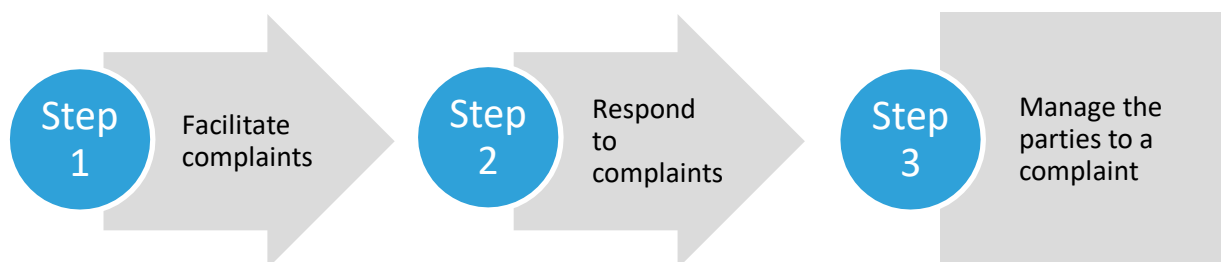 Step
1
Facilitate
complaints
Step
2
Respond
to
complaints
Step
3
Manage the
parties to a
complaint